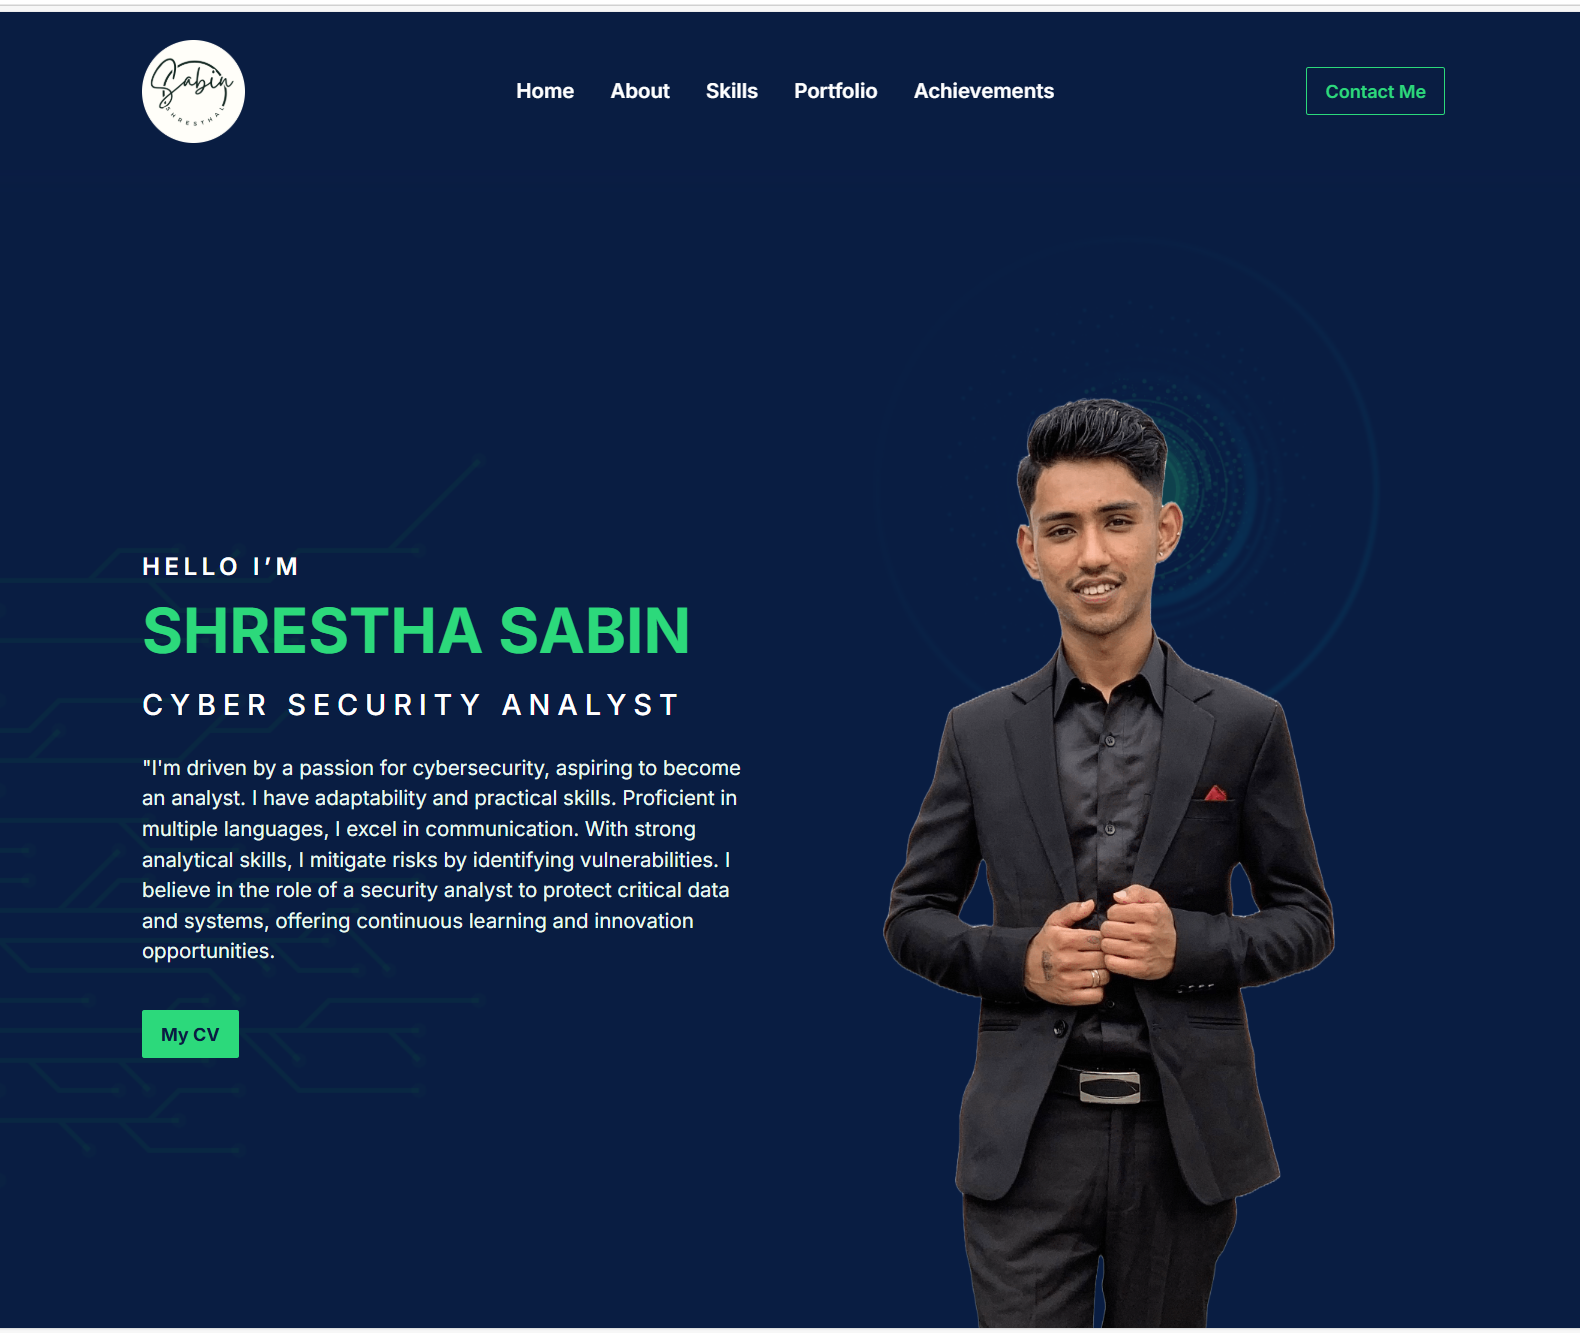 Sabin
SHRESTHA
Home About Skills Portfolio Achievements
Contact Me
HELLO I’M
SHRESTHA SABIN
CYBER SECURITY ANALYST
"I'm driven by a passion for cybersecurity, aspiring to become
an analyst. I have adaptability and practical skills. Proficient in
multiple languages, I excel in communication. With strong
analytical skills, I mitigate risks by identifying vulnerabilities. I
believe in the role of a security analyst to protect critical data
and systems, offering continuous learning and innovation
opportunities.
My CV